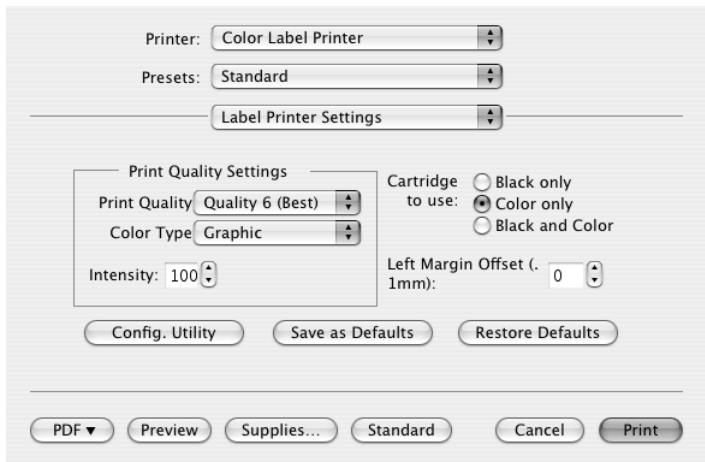 Printer: Color Label Printer
Presets: Standard
Label Printer Settings
Print Quality Settings
Print Quality Quality 6 (Best)
Color Type Graphic
Intensity: 100
Cartridge to use:
Black only
Color only
Black and Color
Left Margin Offset (.
1mm): 0
Config. Utility Save as Defaults Restore Defaults
PDF ▼ Preview Supplies... Standard Cancel Print